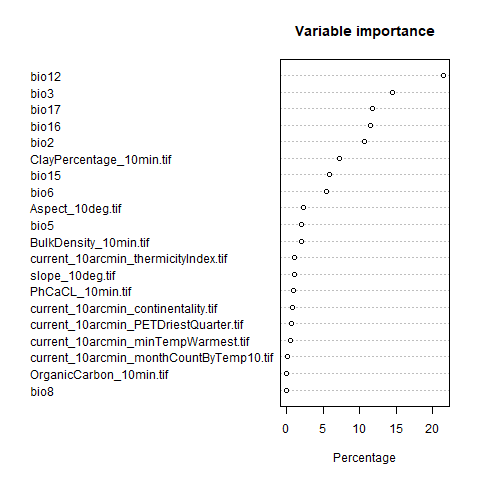 Variable importance
bio12
bio3
bio17
bio16
bio2
ClayPercentage_10min.tif
bio15
bio6
Aspect_10deg.tif
bio5
BulkDensity_10min.tif
current_10arcmin_thermicityIndex.tif
slope_10deg.tif
PhCaCL_10min.tif
current_10arcmin_continentality.tif
current_10arcmin_PETDriestQuarter.tif
current_10arcmin_minTempWarmest.tif
current_10arcmin_monthCountByTemp10.tif
OrganicCarbon_10min.tif
bio8
0 5 10 15 20
Percentage